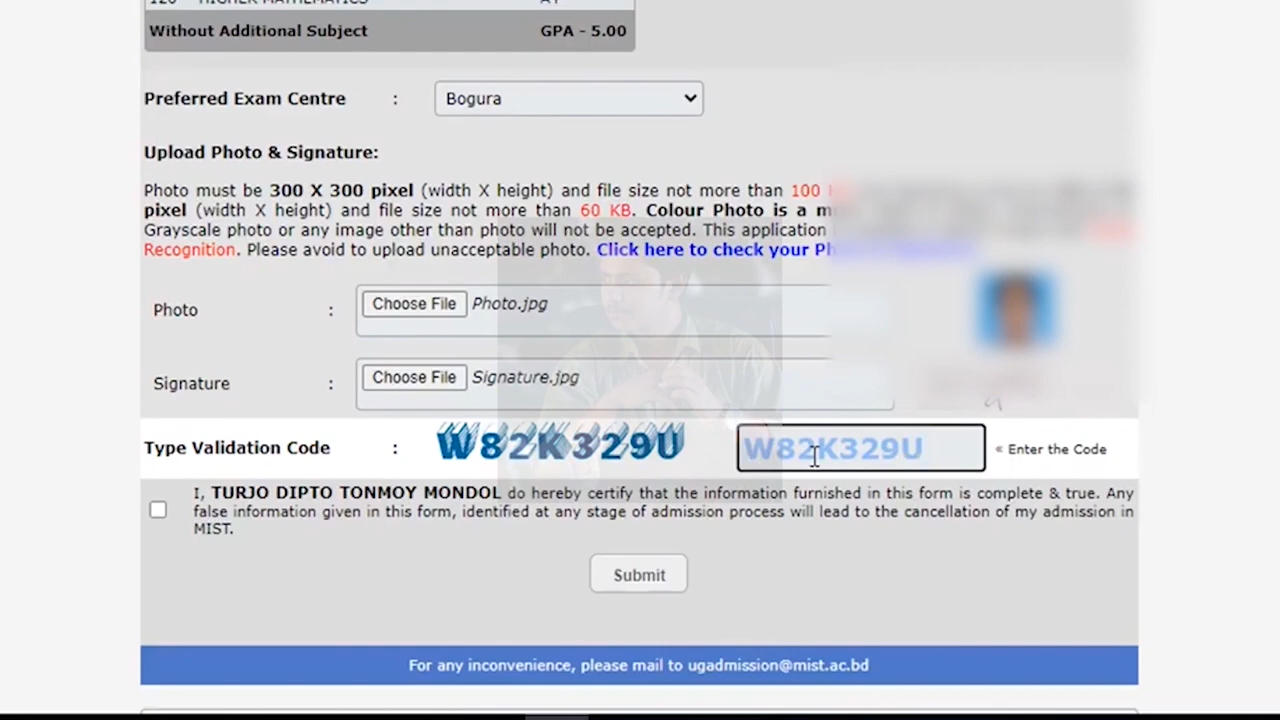 120 HIGHER MATHEMATICS A+
Without Additional Subject GPA - 5.00
Preferred Exam Centre : Bogura
Upload Photo & Signature:
Photo must be 300 X 300 pixel (width X height) and file size not more than 100
pixel (width X height) and file size not more than 60 KB. Colour Photo is a
Grayscale photo or any image other than photo will not be accepted. This application
Recognition. Please avoid to upload unacceptable photo. Click here to check your
Photo : Choose File Photo.jpg
Signature : Choose File Signature.jpg
Type Validation Code : W82K329U W82K329U « Enter the Code
I, TURJO DIPTO TONMOY MONDOL do hereby certify that the information furnished in this form is complete & true. Any
false information given in this form, identified at any stage of admission process will lead to the cancellation of my admission in
MIST.
Submit
For any inconvenience, please mail to ugadmission@mist.ac.bd